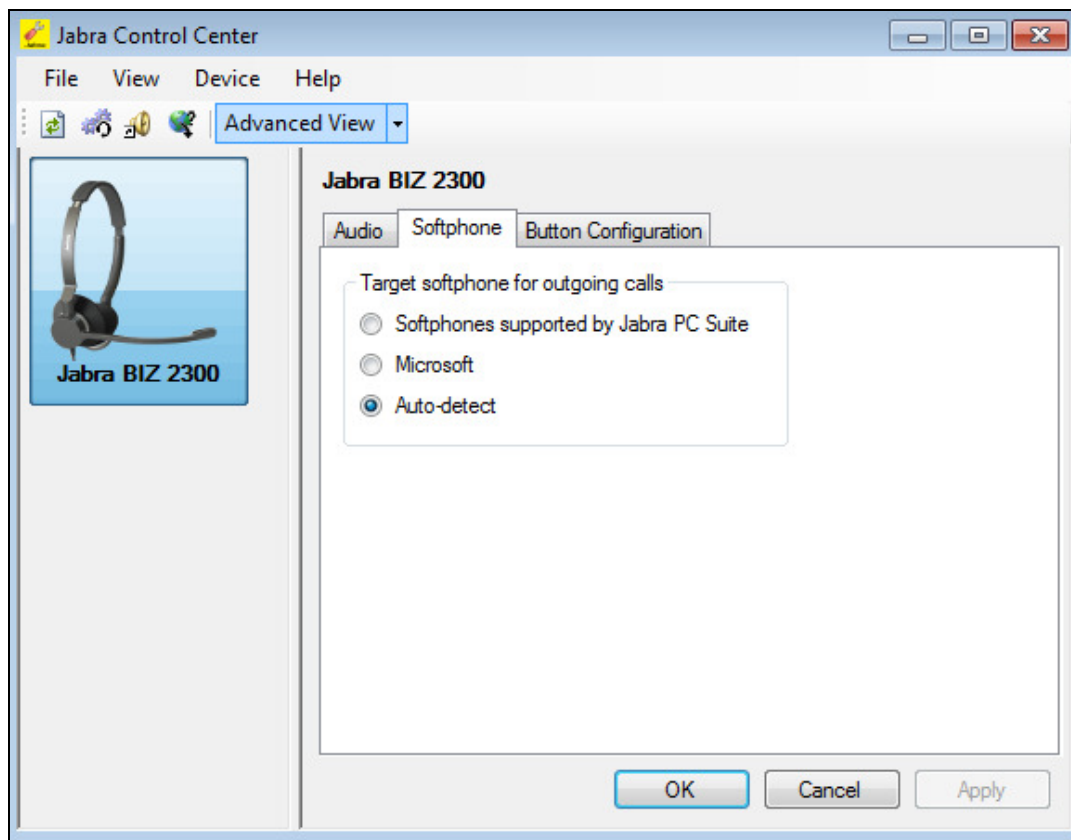 Jabra Control Center
File View Device Help
Advanced View
Jabra BIZ 2300
Jabra BIZ 2300
Audio Softphone Button Configuration
Target softphone for outgoing calls
Softphones supported by Jabra PC Suite
Microsoft
Auto-detect
OK Cancel Apply